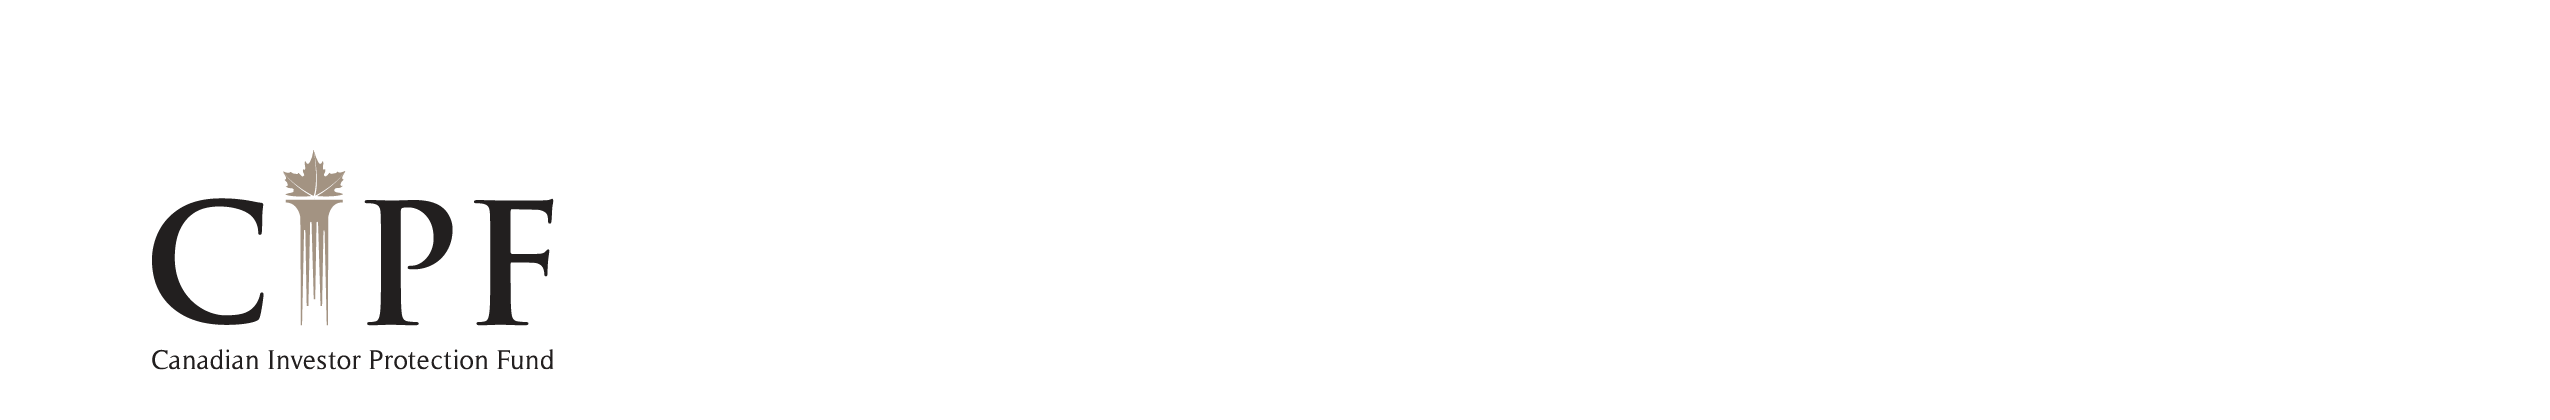 CIPF
Canadian Investor Protection Fund